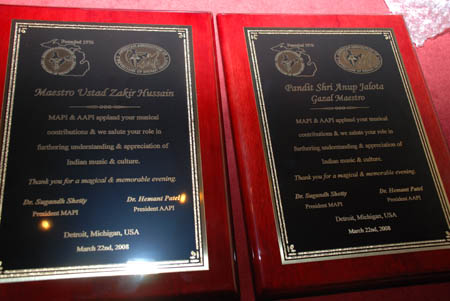 Founded 1976
Maestro Ustad Zakir Hussain
MAPI & AAPI applaud your musical
contributions & we salute your role in
furthering understanding & appreciation of
Indian music & culture.
Thank you for a magical & memorable evening.
Dr. Sugandh Shetty
President MAPI
Dr. Hemant Patel
President AAPI
Detroit, Michigan, USA
March 22nd, 2008
Founded 1976
Pandit Shri Anup Jalota
Gazal Maestro
MAPI & AAPI applaud your musical
contributions & we salute your role in
furthering understanding & appreciation of
Indian music & culture.
Thank you for a magical & memorable evening.
Dr. Sugandh Shetty
President MAPI
Dr. Hemant Patel
President AAPI
Detroit, Michigan, USA
March 22nd, 2008